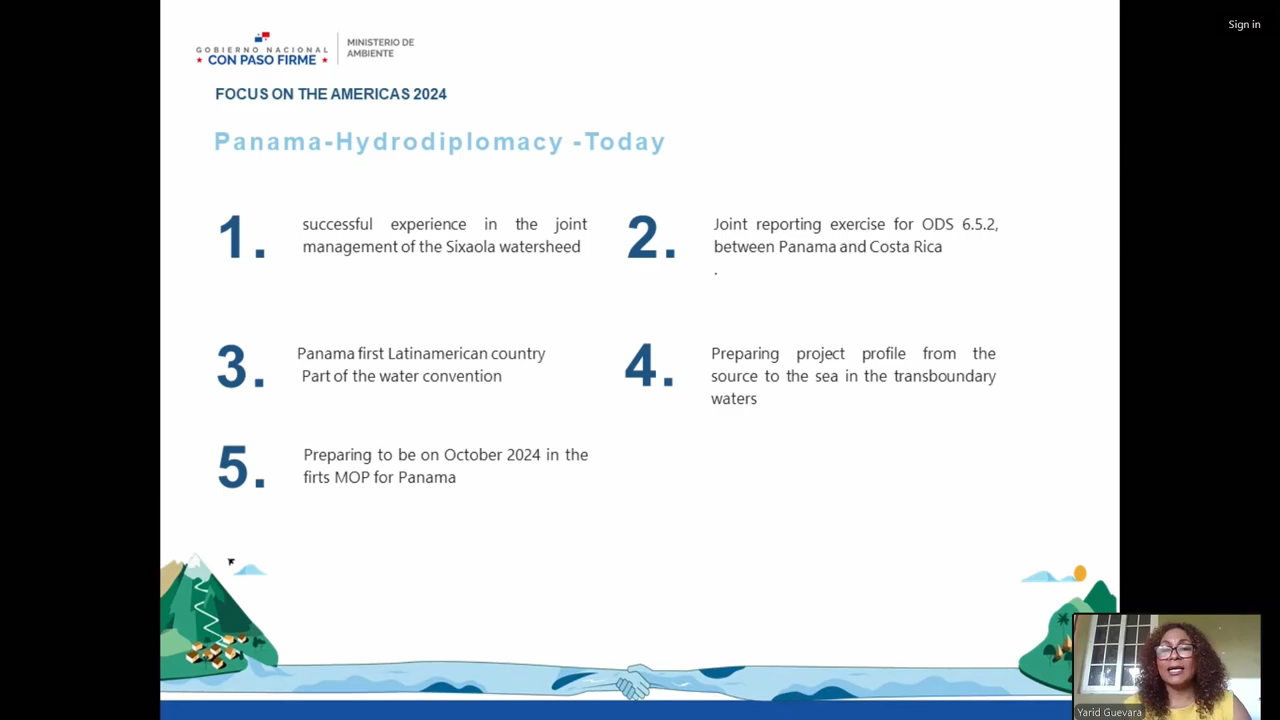 Sign in
GOBIERNO NACIONAL
CON PASO FIRME
MINISTERIO DE
AMBIENTE
FOCUS ON THE AMERICAS 2024
Panama-Hydrodiplomacy -Today
1.
successful experience in the joint
management of the Sixaola watersheed
2.
Joint reporting exercise for ODS 6.5.2,
between Panama and Costa Rica
.
3.
Panama first Latinamerican country
Part of the water convention
4.
Preparing project profile from the
source to the sea in the transboundary
waters
5.
Preparing to be on October 2024 in the
firts MOP for Panama
Yarid Guevara